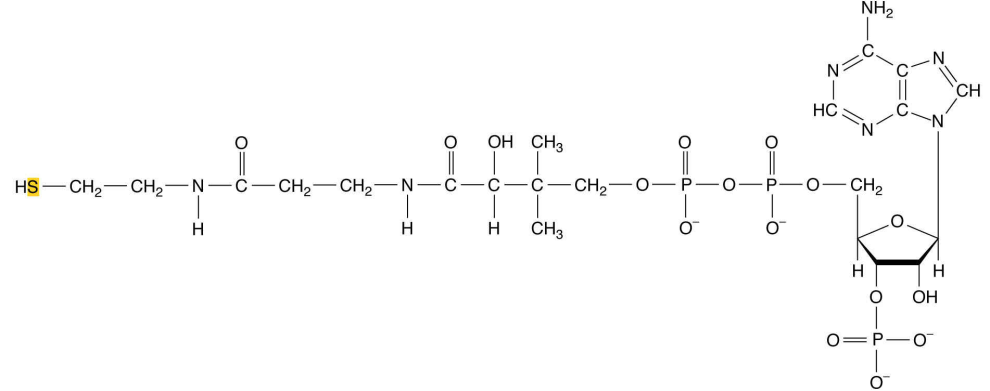 NH₂
C
N C N
HC C CH
N N
O O OH CH₃ O O
HS CH₂ CH₂ N C CH₂ CH₂ N C C C CH₂ O P O P O CH₂
H H H CH₃ O⁻ O⁻ O
H H
O OH
O P O⁻
O⁻